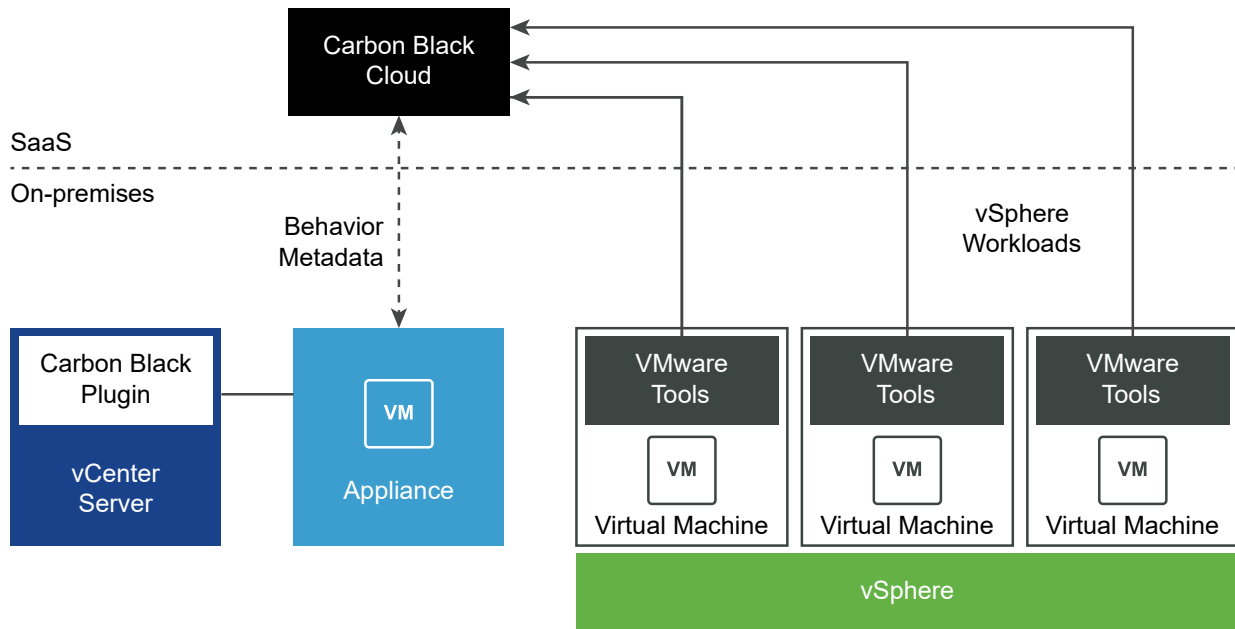 Carbon Black
Cloud
SaaS
On-premises
Behavior
Metadata
vSphere
Workloads
Carbon Black
Plugin
vCenter
Server
VM
Appliance
VMware
Tools
VM
Virtual Machine
VMware
Tools
VM
Virtual Machine
VMware
Tools
VM
Virtual Machine
vSphere